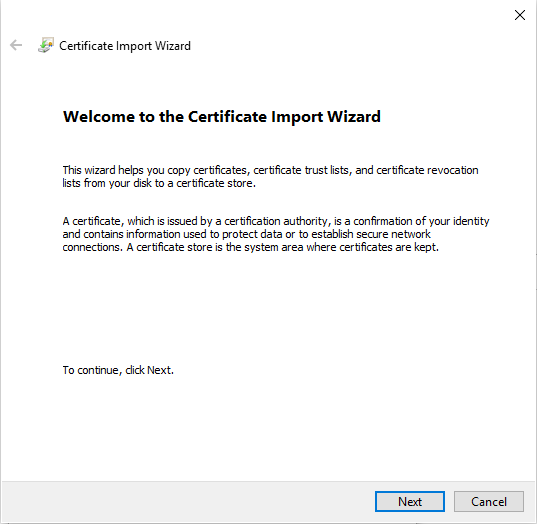 Certificate Import Wizard
Welcome to the Certificate Import Wizard
This wizard helps you copy certificates, certificate trust lists, and certificate revocation
lists from your disk to a certificate store.
A certificate, which is issued by a certification authority, is a confirmation of your identity
and contains information used to protect data or to establish secure network
connections. A certificate store is the system area where certificates are kept.
To continue, click Next.
Next
Cancel